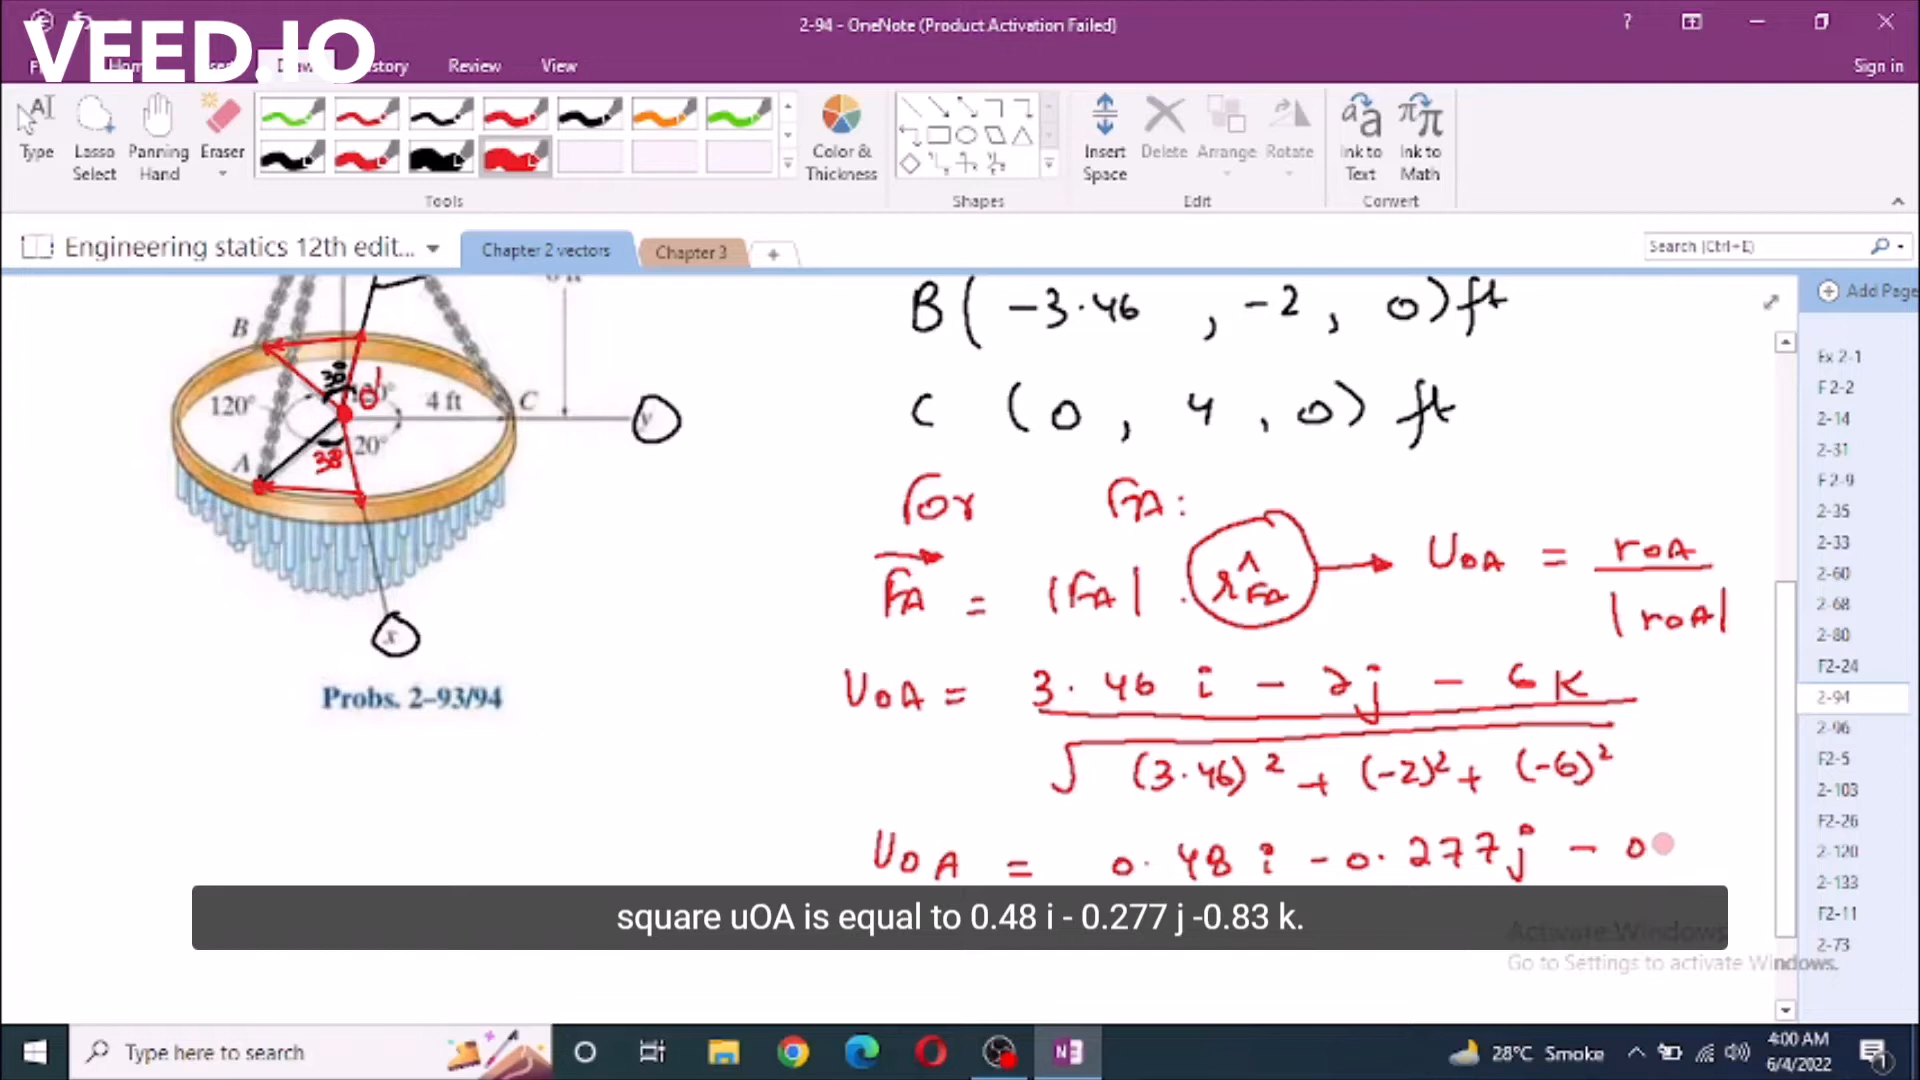 VEED.IO
2-94 - OneNote (Product Activation Failed)
Review View
Sign in
Type
Lasso Select
Panning Hand
Eraser
Color & Thickness
Insert Space
Delete
Arrange
Rotate
Ink to Text
Ink to Math
Tools
Shapes
Edit
Convert
Engineering statics 12th edit...
Chapter 2 vectors
Chapter 3
Search (Ctrl+E)
Add Page
Ex 2-1
F 2-2
2-14
2-31
F 2-9
2-35
2-33
2-60
2-68
2-80
F2-24
2-94
2-96
F2-5
2-103
F2-26
2-120
2-133
F2-11
2-73
B
120°
30°
O'
4 ft
C
y
A
30
20°
x
Probs. 2–93/94
B ( -3.46 , -2 , 0) ft
C ( 0 , 4 , 0) ft
For FA:
FA = |FA| .
UOA = rOA / |rOA|
UOA = 3.46 i - 2j - 6K
√ (3.46)² + (-2)² + (-6)²
UOA = 0.48 i - 0.277j - 0
square uOA is equal to 0.48 i - 0.277 j -0.83 k.
Activate Windows
Go to Settings to activate Windows.
Type here to search
28°C Smoke
4:00 AM
6/4/2022